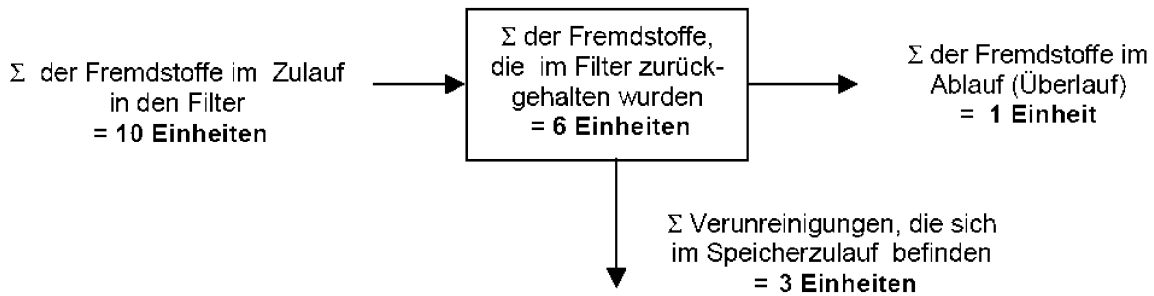 Σ der Fremdstoffe im Zulauf
in den Filter
= 10 Einheiten
Σ der Fremdstoffe,
die im Filter zurück-
gehalten wurden
= 6 Einheiten
Σ der Fremdstoffe im
Ablauf (Überlauf)
= 1 Einheit
Σ Verunreinigungen, die sich
im Speicherzulauf befinden
= 3 Einheiten